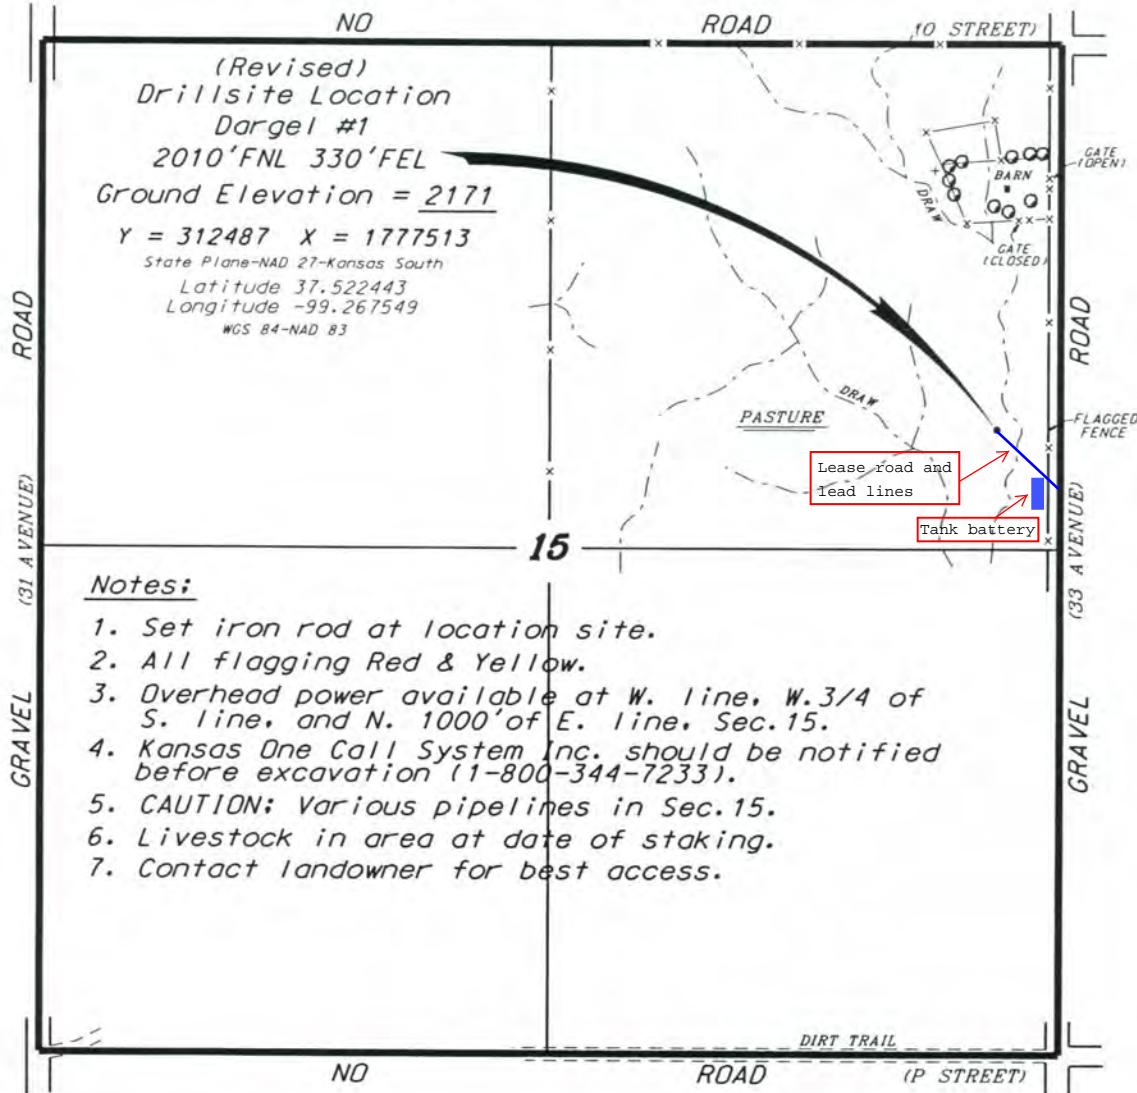 NO ROAD (O STREET)
(Revised)
Drillsite Location
Dargel #1
2010'FNL 330'FEL
Ground Elevation = 2171
Y = 312487 X = 1777513
State Plane-NAD 27-Kansas South
Latitude 37.522443
Longitude -99.267549
WGS 84-NAD 83
GATE
(OPEN)
BARN
DRAW
GATE
(CLOSED)
ROAD
ROAD
DRAW
PASTURE
FLAGGED
FENCE
Lease road and
lead lines
Tank battery
(31 AVENUE)
(33 AVENUE)
15
Notes:
1. Set iron rod at location site.
2. All flagging Red & Yellow.
3. Overhead power available at W. line, W.3/4 of
S. line, and N. 1000'of E. line, Sec.15.
4. Kansas One Call System Inc. should be notified
before excavation (1-800-344-7233).
5. CAUTION: Various pipelines in Sec.15.
6. Livestock in area at date of staking.
7. Contact landowner for best access.
GRAVEL
GRAVEL
DIRT TRAIL
NO ROAD (P STREET)